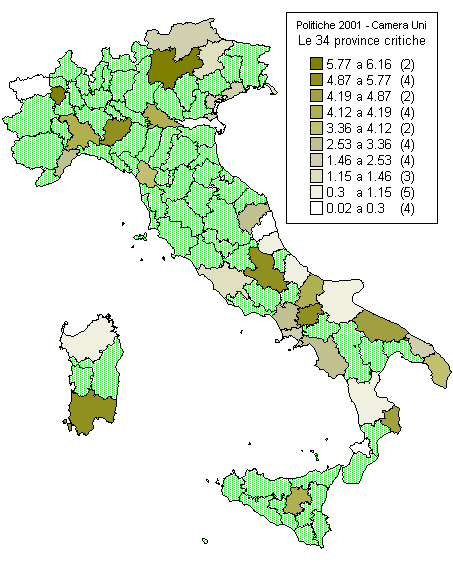 Politiche 2001 - Camera Uni
Le 34 province critiche
5.77 a 6.16 (2)
4.87 a 5.77 (4)
4.19 a 4.87 (2)
4.12 a 4.19 (4)
3.36 a 4.12 (2)
2.53 a 3.36 (4)
1.46 a 2.53 (4)
1.15 a 1.46 (3)
0.3 a 1.15 (5)
0.02 a 0.3 (4)